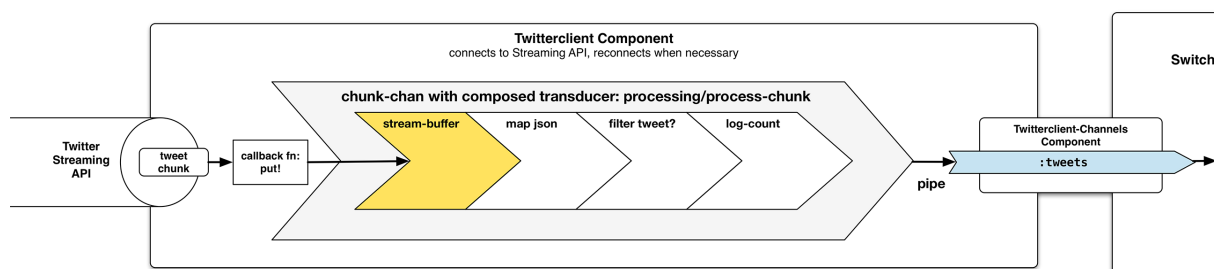 Twitterclient Component
connects to Streaming API, reconnects when necessary
Switch
chunk-chan with composed transducer: processing/process-chunk
stream-buffer
map json
filter tweet?
log-count
Twitter
Streaming
API
tweet
chunk
callback fn:
put!
pipe
Twitterclient-Channels
Component
:tweets